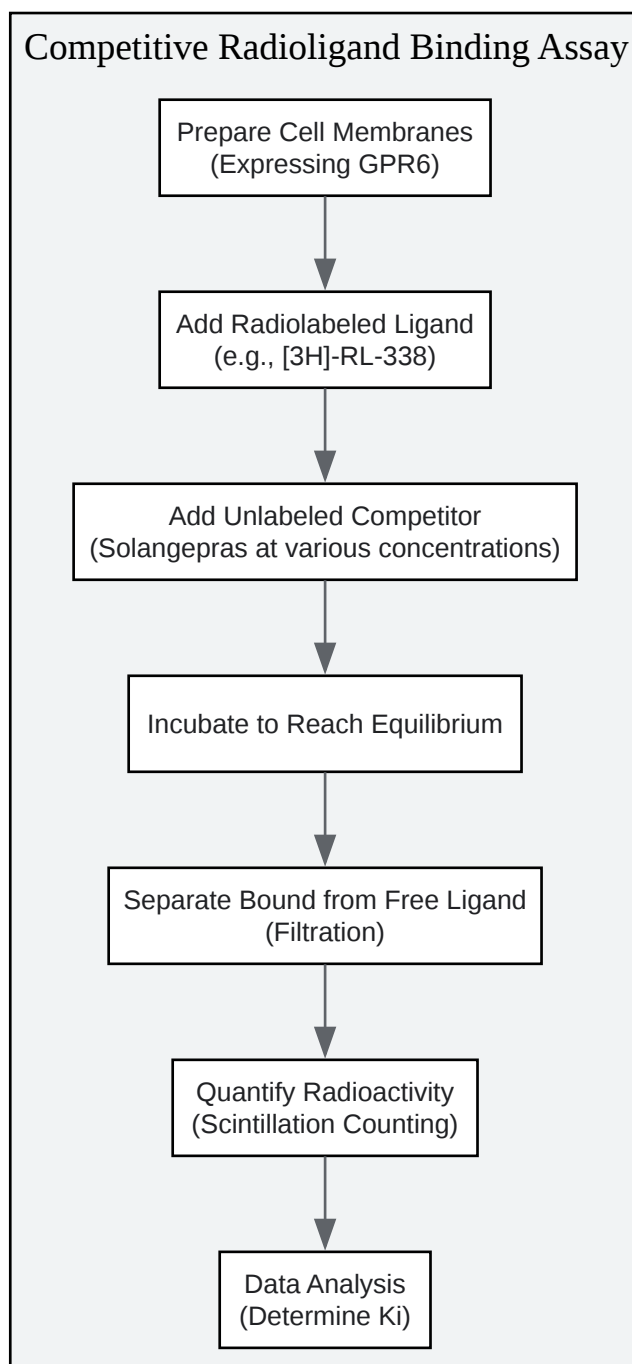 Competitive Radioligand Binding Assay
Prepare Cell Membranes
(Expressing GPR6)
Add Radiolabeled Ligand
(e.g., [3H]-RL-338)
Add Unlabeled Competitor
(Solangepras at various concentrations)
Incubate to Reach Equilibrium
Separate Bound from Free Ligand
(Filtration)
Quantify Radioactivity
(Scintillation Counting)
Data Analysis
(Determine Ki)